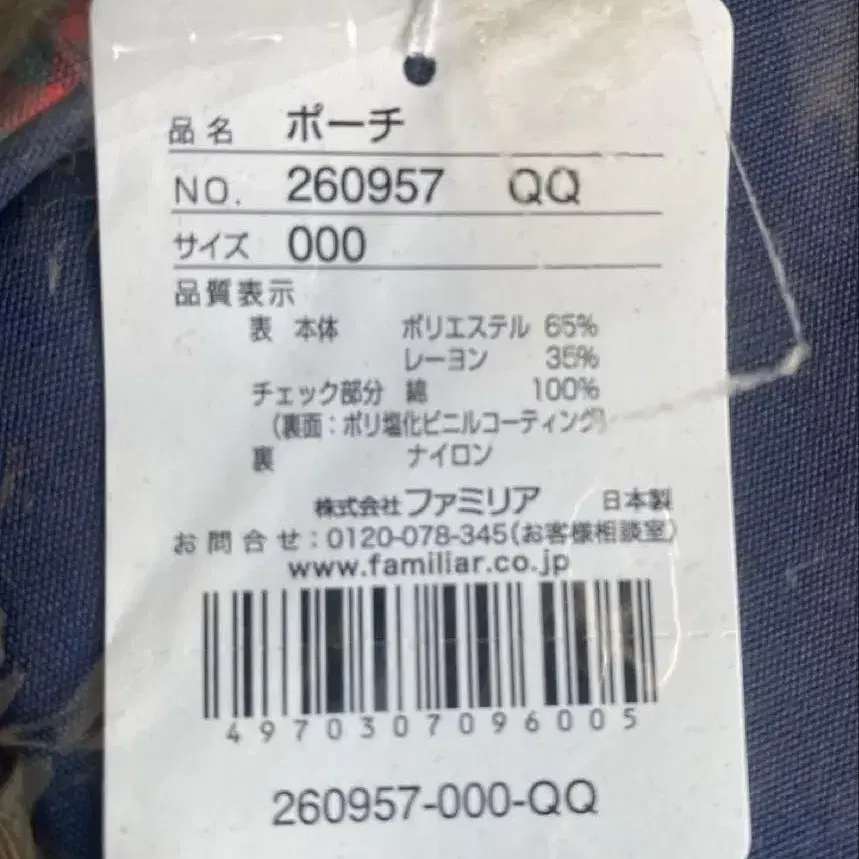 品名 ポーチ
NO. 260957 QQ
サイズ 000
品質表示
表 本体 ポリエステル 65%
レーヨン 35%
チェック部分 綿 100%
(裏面:ポリ塩化ビニルコーティング)
裏 ナイロン
株式会社ファミリア 日本製
お問合せ:0120-078-345(お客様相談室)
www.familiar.co.jp
4970307096005
260957-000-QQ